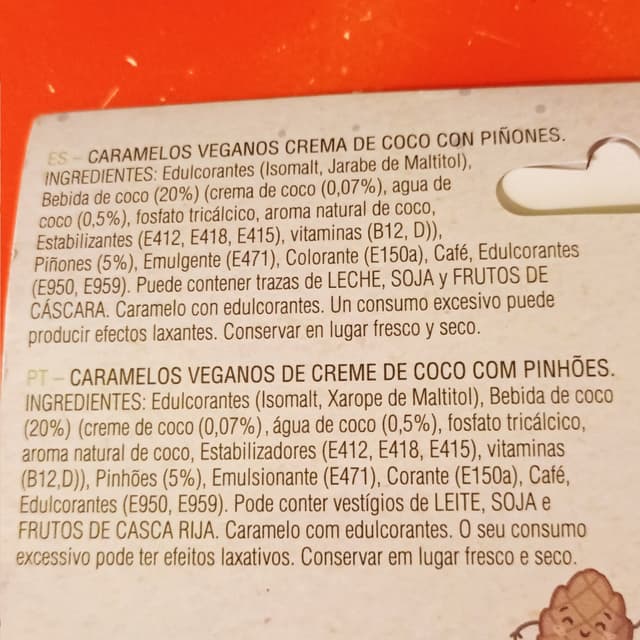 ES – CARAMELOS VEGANOS CREMA DE COCO CON PIÑONES.
INGREDIENTES: Edulcorantes (Isomalt, Jarabe de Maltitol),
Bebida de coco (20%) (crema de coco (0,07%), agua de
coco (0,5%), fosfato tricálcico, aroma natural de coco,
Estabilizantes (E412, E418, E415), vitaminas (B12, D)),
Piñones (5%), Emulgente (E471), Colorante (E150a), Café, Edulcorantes
(E950, E959). Puede contener trazas de LECHE, SOJA y FRUTOS DE
CÁSCARA. Caramelo con edulcorantes. Un consumo excesivo puede
producir efectos laxantes. Conservar en lugar fresco y seco.
PT – CARAMELOS VEGANOS DE CREME DE COCO COM PINHÕES.
INGREDIENTES: Edulcorantes (Isomalt, Xarope de Maltitol), Bebida de coco
(20%) (creme de coco (0,07%), água de coco (0,5%), fosfato tricálcico,
aroma natural de coco, Estabilizadores (E412, E418, E415), vitaminas
(B12,D)), Pinhões (5%), Emulsionante (E471), Corante (E150a), Café,
Edulcorantes (E950, E959). Pode conter vestígios de LEITE, SOJA e
FRUTOS DE CASCA RIJA. Caramelo com edulcorantes. O seu consumo
excessivo pode ter efeitos laxativos. Conservar em lugar fresco e seco.